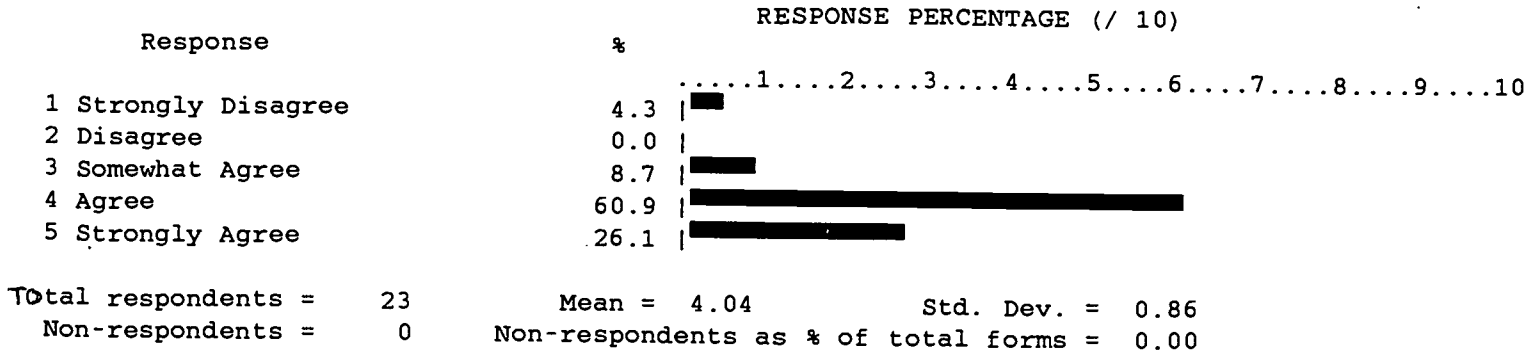 RESPONSE PERCENTAGE (/ 10)
Response %
.....1....2....3....4....5....6....7....8....9....10
1 Strongly Disagree 4.3 |
2 Disagree 0.0 |
3 Somewhat Agree 8.7 |
4 Agree 60.9 |
5 Strongly Agree 26.1 |
Total respondents = 23 Mean = 4.04 Std. Dev. = 0.86
Non-respondents = 0 Non-respondents as % of total forms = 0.00